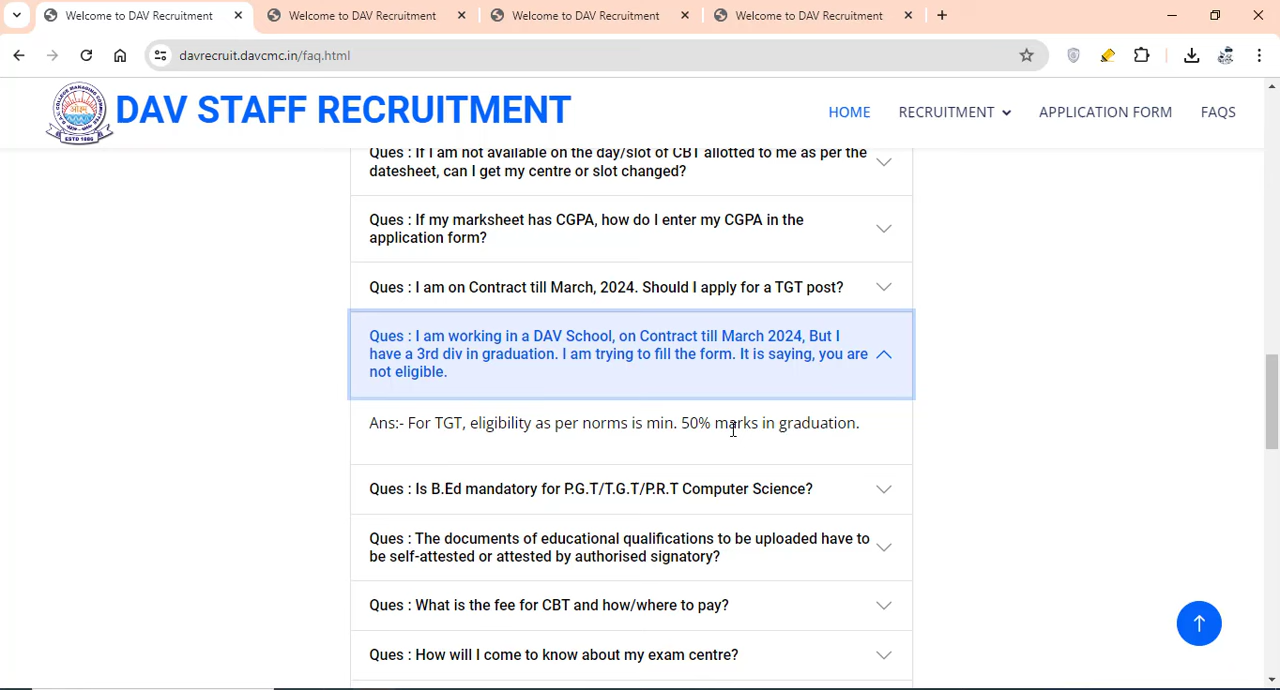 Welcome to DAV Recruitment
Welcome to DAV Recruitment
Welcome to DAV Recruitment
Welcome to DAV Recruitment
davrecruit.davcmc.in/faq.html
DAV STAFF RECRUITMENT
HOME
RECRUITMENT
APPLICATION FORM
FAQS
Ques : If I am not available on the day/slot of CBT allotted to me as per the
datesheet, can I get my centre or slot changed?
Ques : If my marksheet has CGPA, how do I enter my CGPA in the
application form?
Ques : I am on Contract till March, 2024. Should I apply for a TGT post?
Ques : I am working in a DAV School, on Contract till March 2024, But I
have a 3rd div in graduation. I am trying to fill the form. It is saying, you are
not eligible.
Ans:- For TGT, eligibility as per norms is min. 50% marks in graduation.
Ques : Is B.Ed mandatory for P.G.T/T.G.T/P.R.T Computer Science?
Ques : The documents of educational qualifications to be uploaded have to
be self-attested or attested by authorised signatory?
Ques : What is the fee for CBT and how/where to pay?
Ques : How will I come to know about my exam centre?